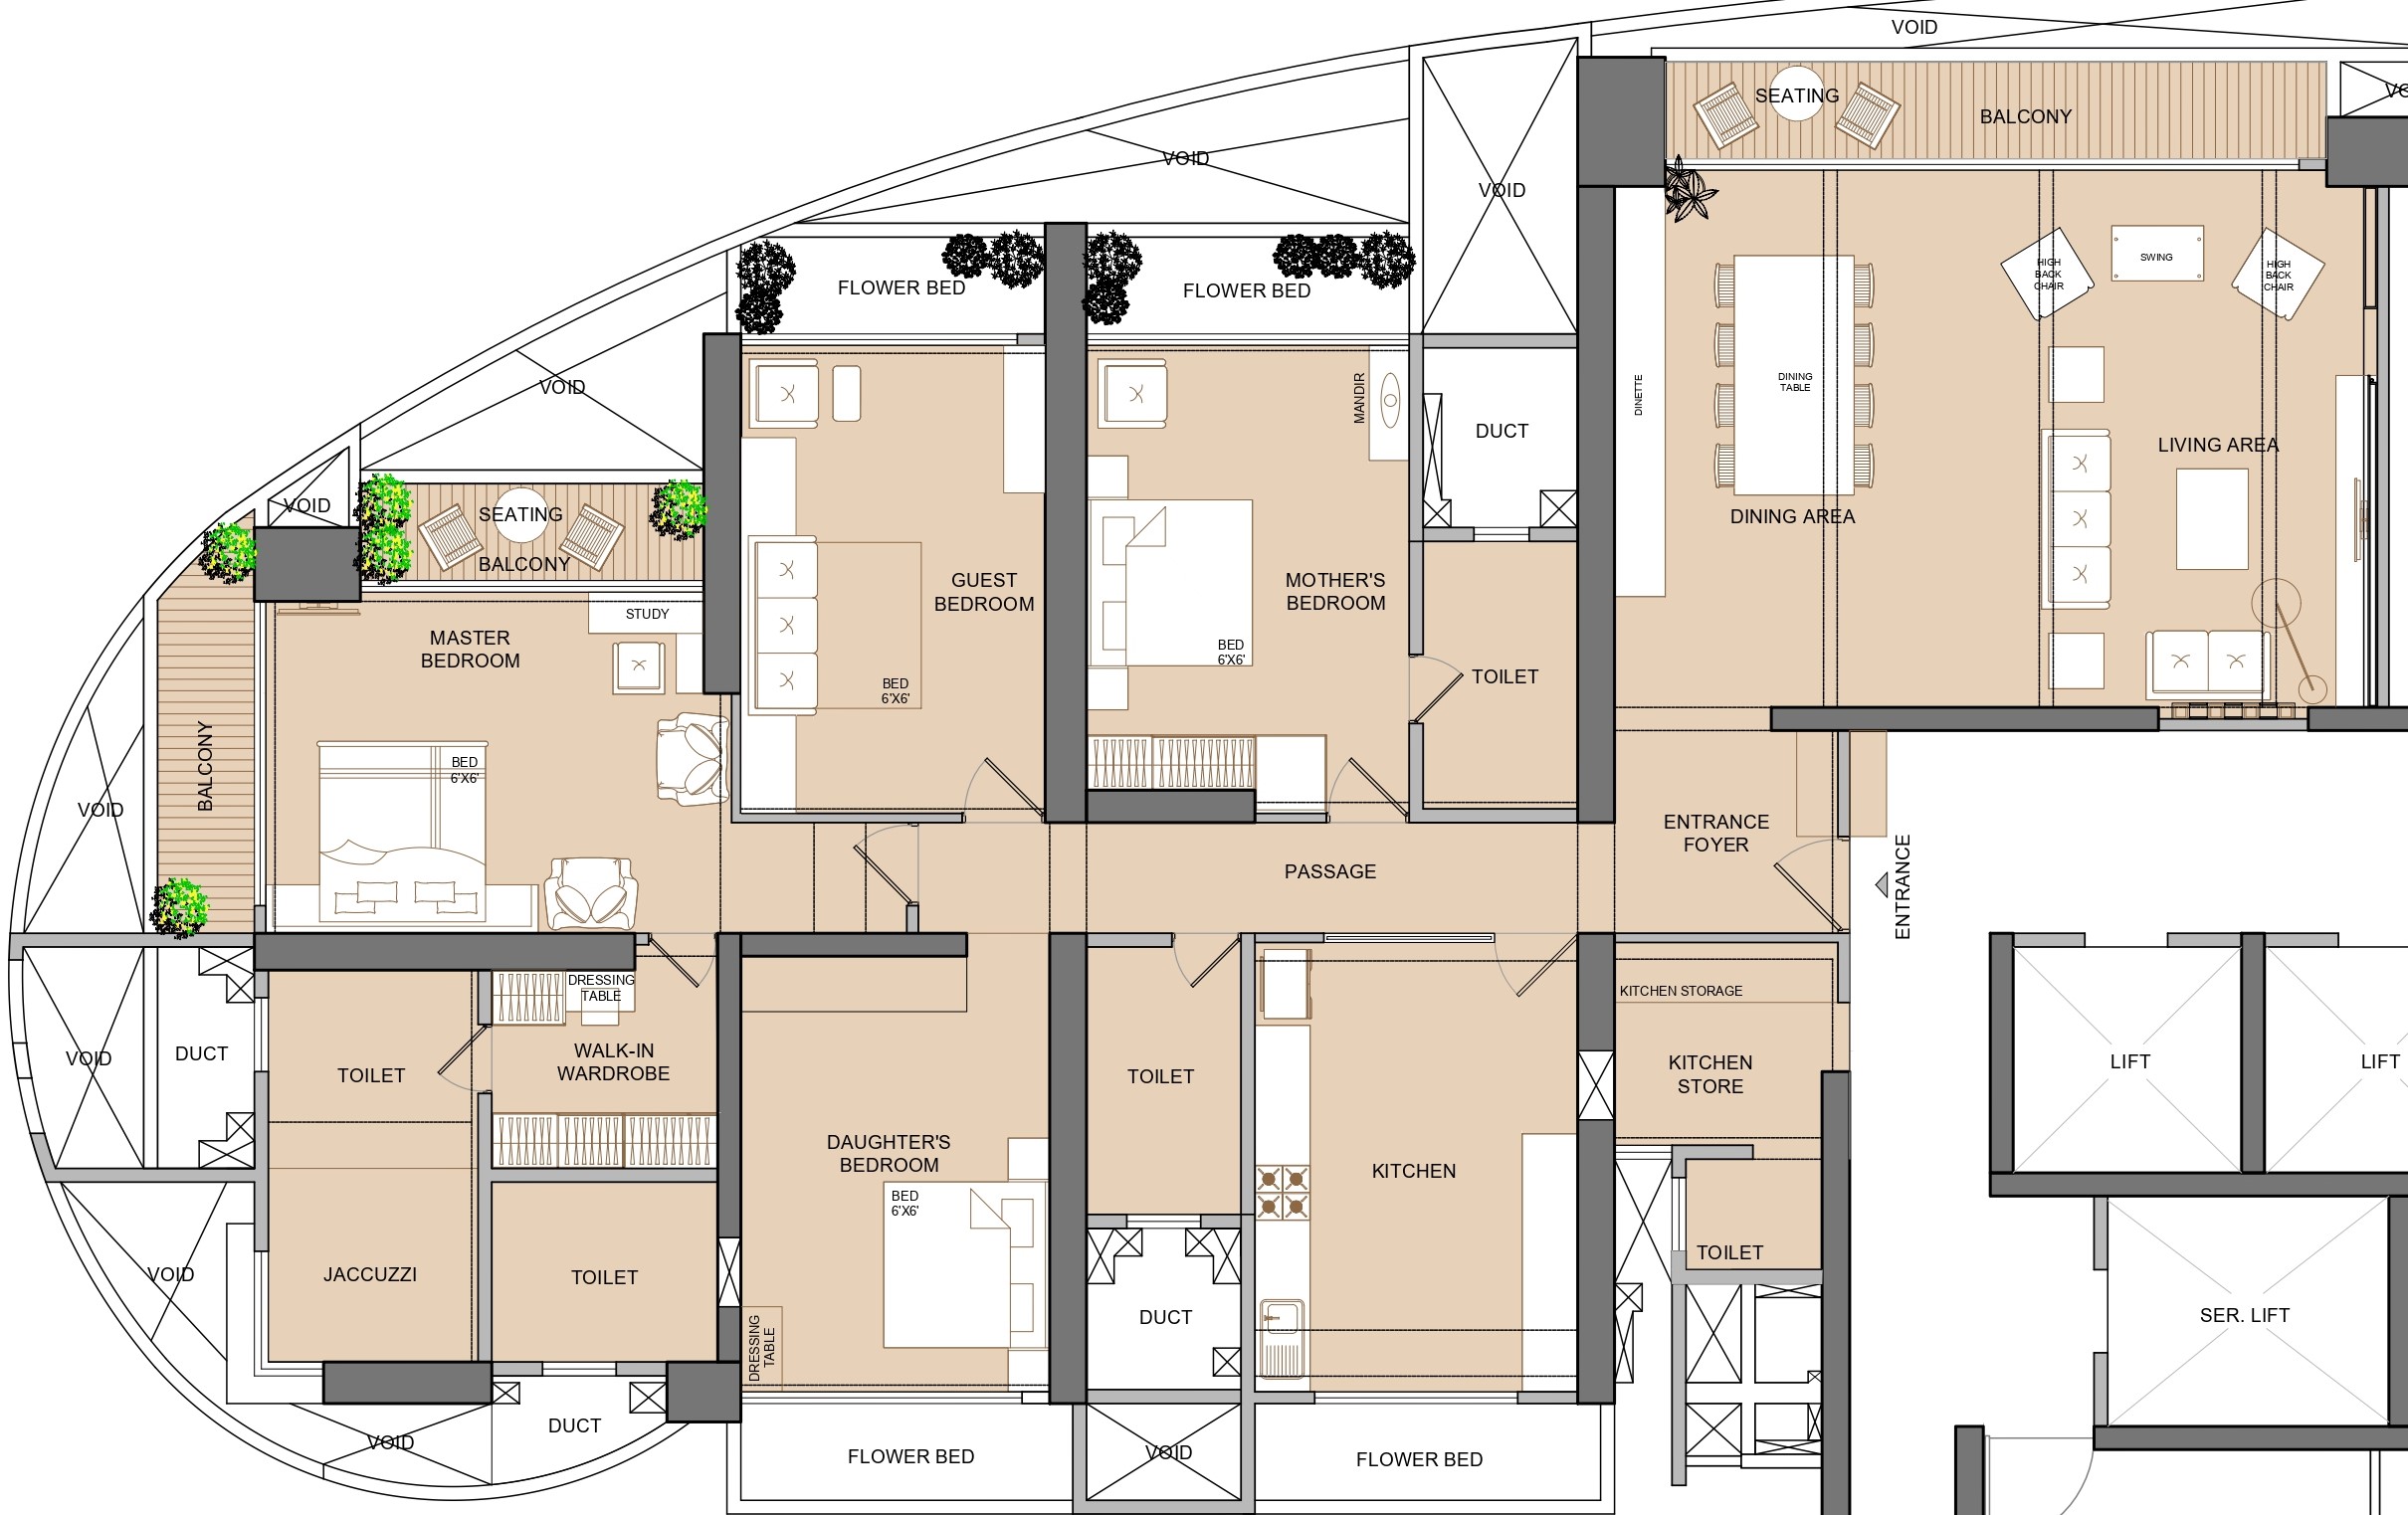 VOID
SEATING
BALCONY
VOID
VOID
HIGH
BACK
CHAIR
SWING
HIGH
BACK
CHAIR
FLOWER BED
FLOWER BED
DINING
TABLE
DINETTE
MANDIR
VOID
DUCT
LIVING AREA
DINING AREA
VOID
SEATING
BALCONY
GUEST
BEDROOM
MOTHER'S
BEDROOM
STUDY
MASTER
BEDROOM
BED
6'X6'
BED
6'X6'
TOILET
BED
6'X6'
BALCONY
VOID
ENTRANCE
FOYER
PASSAGE
ENTRANCE
DRESSING
TABLE
KITCHEN STORAGE
VOID
DUCT
TOILET
WALK-IN
WARDROBE
TOILET
KITCHEN
STORE
LIFT
LIFT
DAUGHTER'S
BEDROOM
KITCHEN
BED
6'X6'
TOILET
VOID
JACCUZZI
TOILET
DUCT
SER. LIFT
DRESSING
TABLE
DUCT
VOID
FLOWER BED
VOID
FLOWER BED